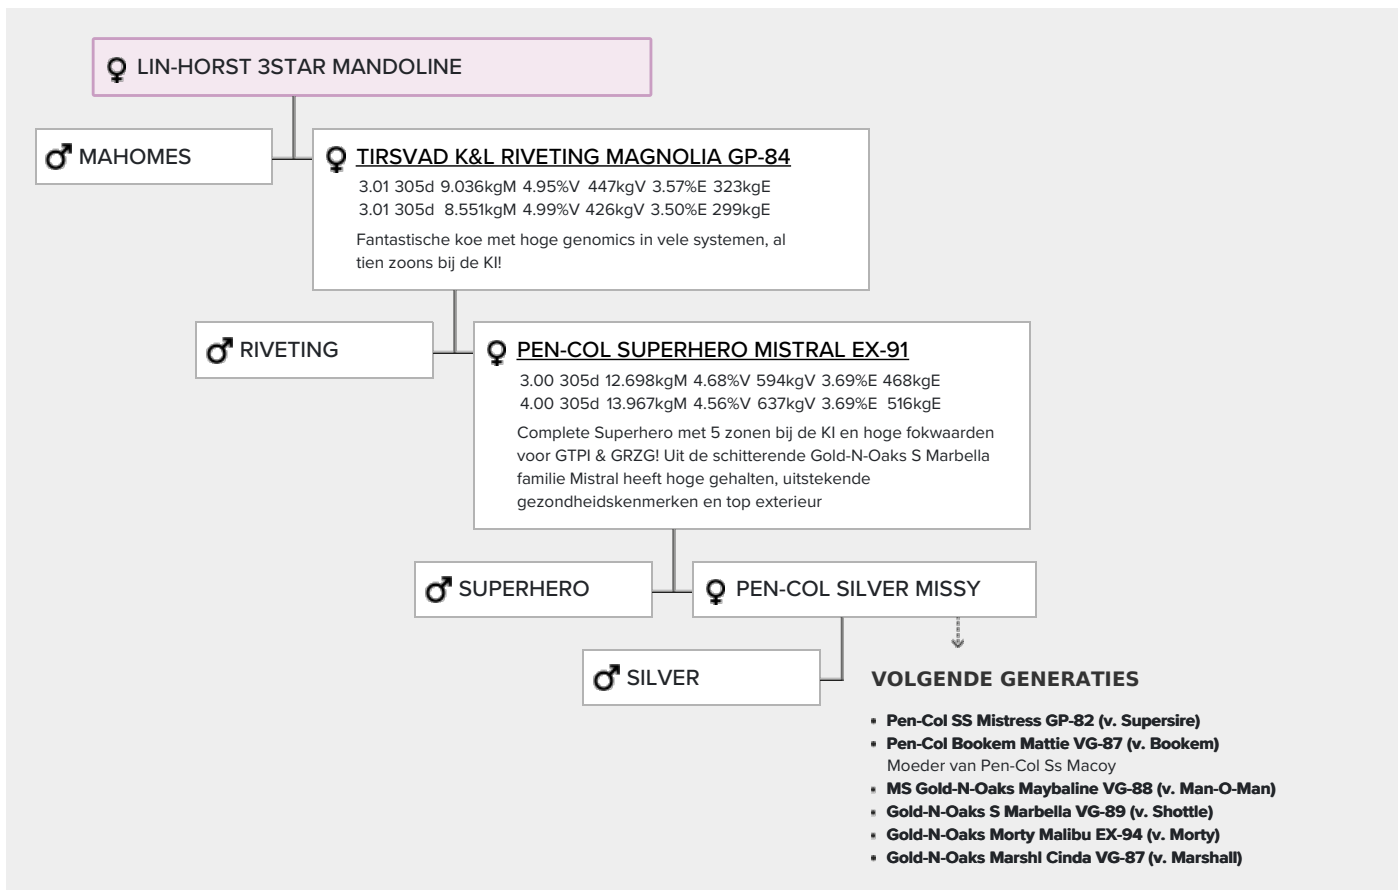 LIN-HORST 3STAR MANDOLINE
MAHOMES
TIRSVAD K&L RIVETING MAGNOLIA GP-84
3.01 305d 9.036kgM 4.95%V 447kgV 3.57%E 323kgE
3.01 305d 8.551kgM 4.99%V 426kgV 3.50%E 299kgE
Fantastische koe met hoge genomics in vele systemen, al
tien zoons bij de KI!
RIVETING
PEN-COL SUPERHERO MISTRAL EX-91
3.00 305d 12.698kgM 4.68%V 594kgV 3.69%E 468kgE
4.00 305d 13.967kgM 4.56%V 637kgV 3.69%E 516kgE
Complete Superhero met 5 zonen bij de KI en hoge fokwaarden
voor GTPI & GRZG! Uit de schitterende Gold-N-Oaks S Marbella
familie Mistral heeft hoge gehalten, uitstekende
gezondheidskenmerken en top exterieur
SUPERHERO
PEN-COL SILVER MISSY
SILVER
VOLGENDE GENERATIES
• Pen-Col SS Mistress GP-82 (v. Supersire)
• Pen-Col Bookem Mattie VG-87 (v. Bookem)
Moeder van Pen-Col Ss Macoy
• MS Gold-N-Oaks Maybaline VG-88 (v. Man-O-Man)
• Gold-N-Oaks S Marbella VG-89 (v. Shottle)
• Gold-N-Oaks Morty Malibu EX-94 (v. Morty)
• Gold-N-Oaks Marshl Cinda VG-87 (v. Marshall)